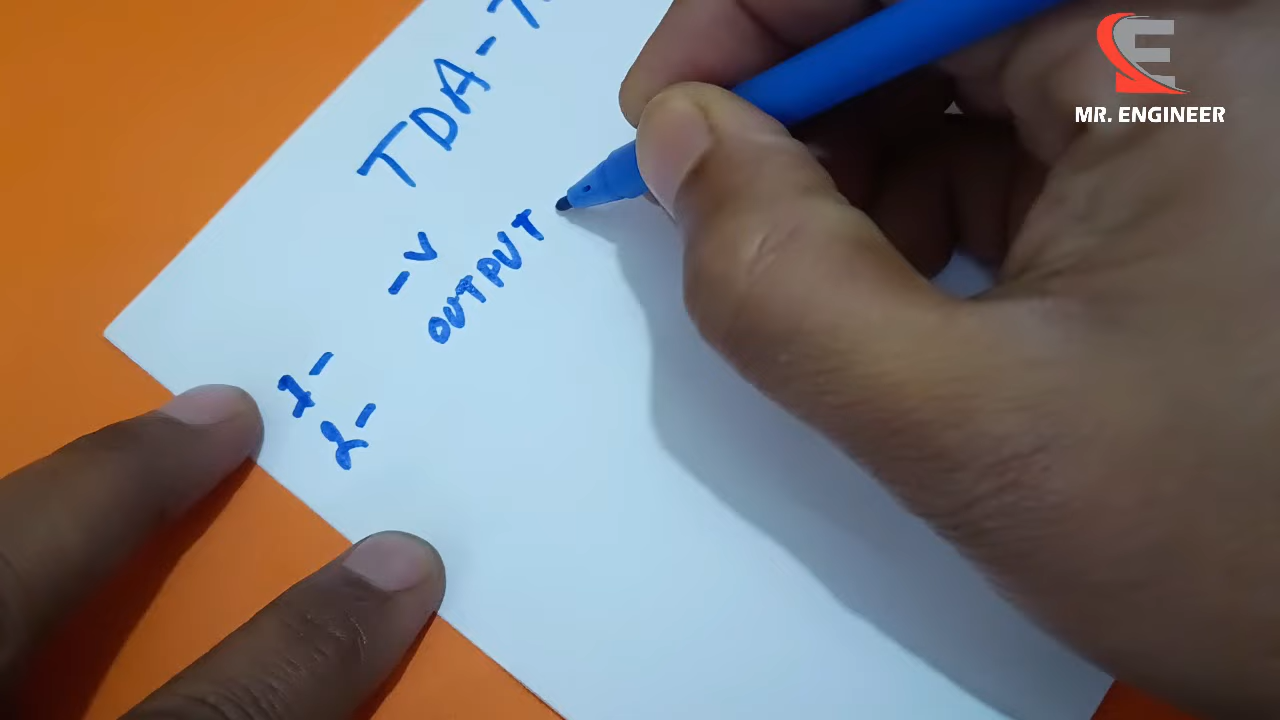 TDA-7
1- -V
2- OUTPUT
MR. ENGINEER